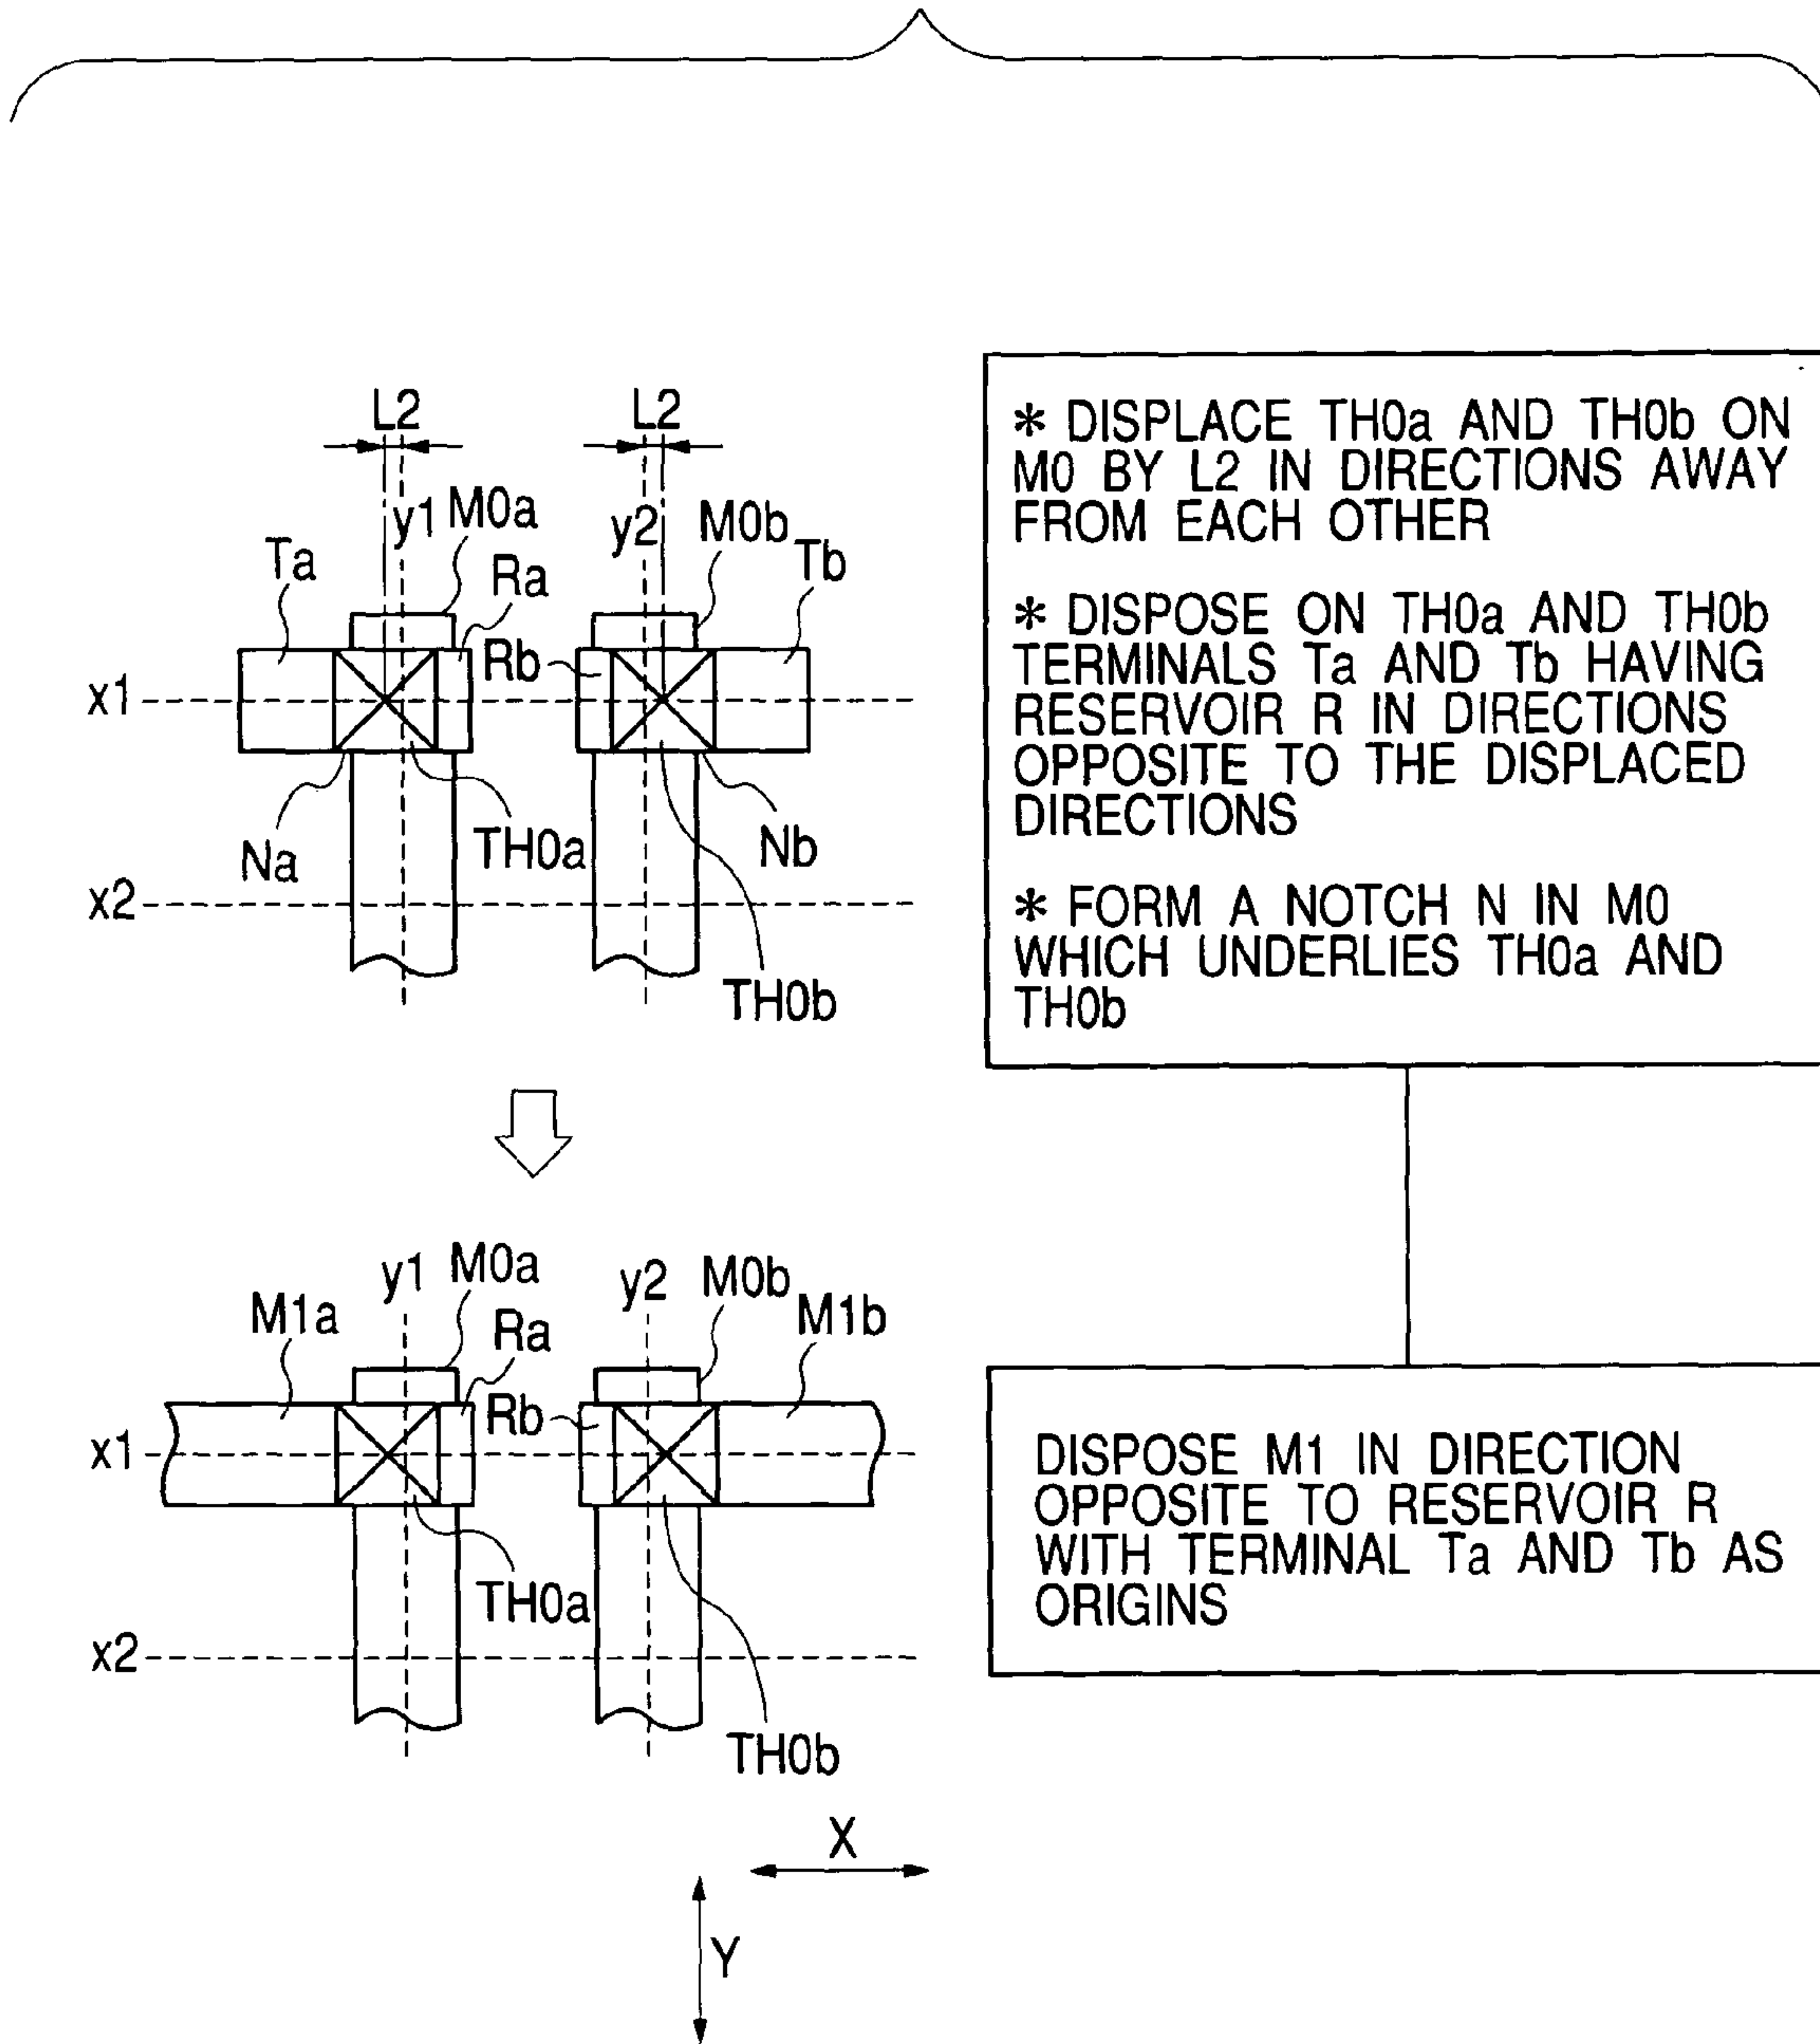 L2 L2
y1 M0a y2 M0b
Ta Ra Rb Tb
x1
Na TH0a Nb
x2
TH0b
* DISPLACE TH0a AND TH0b ON
M0 BY L2 IN DIRECTIONS AWAY
FROM EACH OTHER
* DISPOSE ON TH0a AND TH0b
TERMINALS Ta AND Tb HAVING
RESERVOIR R IN DIRECTIONS
OPPOSITE TO THE DISPLACED
DIRECTIONS
* FORM A NOTCH N IN M0
WHICH UNDERLIES TH0a AND
TH0b
y1 M0a y2 M0b
M1a Ra Rb M1b
x1
TH0a
x2
TH0b
DISPOSE M1 IN DIRECTION
OPPOSITE TO RESERVOIR R
WITH TERMINAL Ta AND Tb AS
ORIGINS
X
Y